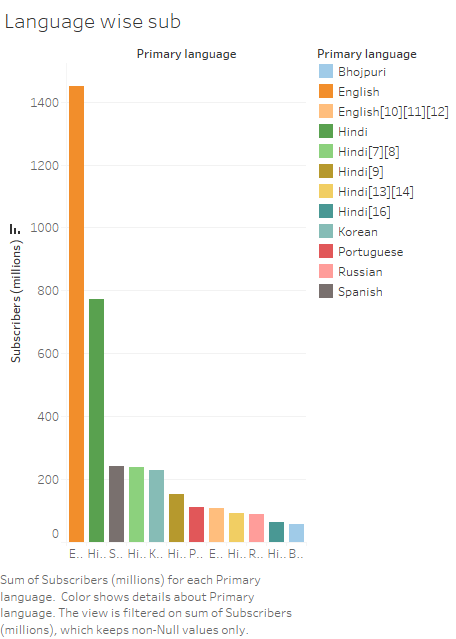 Language wise sub
Primary language
Primary language
Bhojpuri
English
English[10][11][12]
Hindi
Hindi[7][8]
Hindi[9]
Hindi[13][14]
Hindi[16]
Korean
Portuguese
Russian
Spanish
Subscribers (millions)
1400
1200
1000
800
600
400
200
0
E.. Hi.. S.. Hi.. K.. Hi.. P.. E.. Hi.. R.. Hi.. B..
Sum of Subscribers (millions) for each Primary
language. Color shows details about Primary
language. The view is filtered on sum of Subscribers
(millions), which keeps non-Null values only.